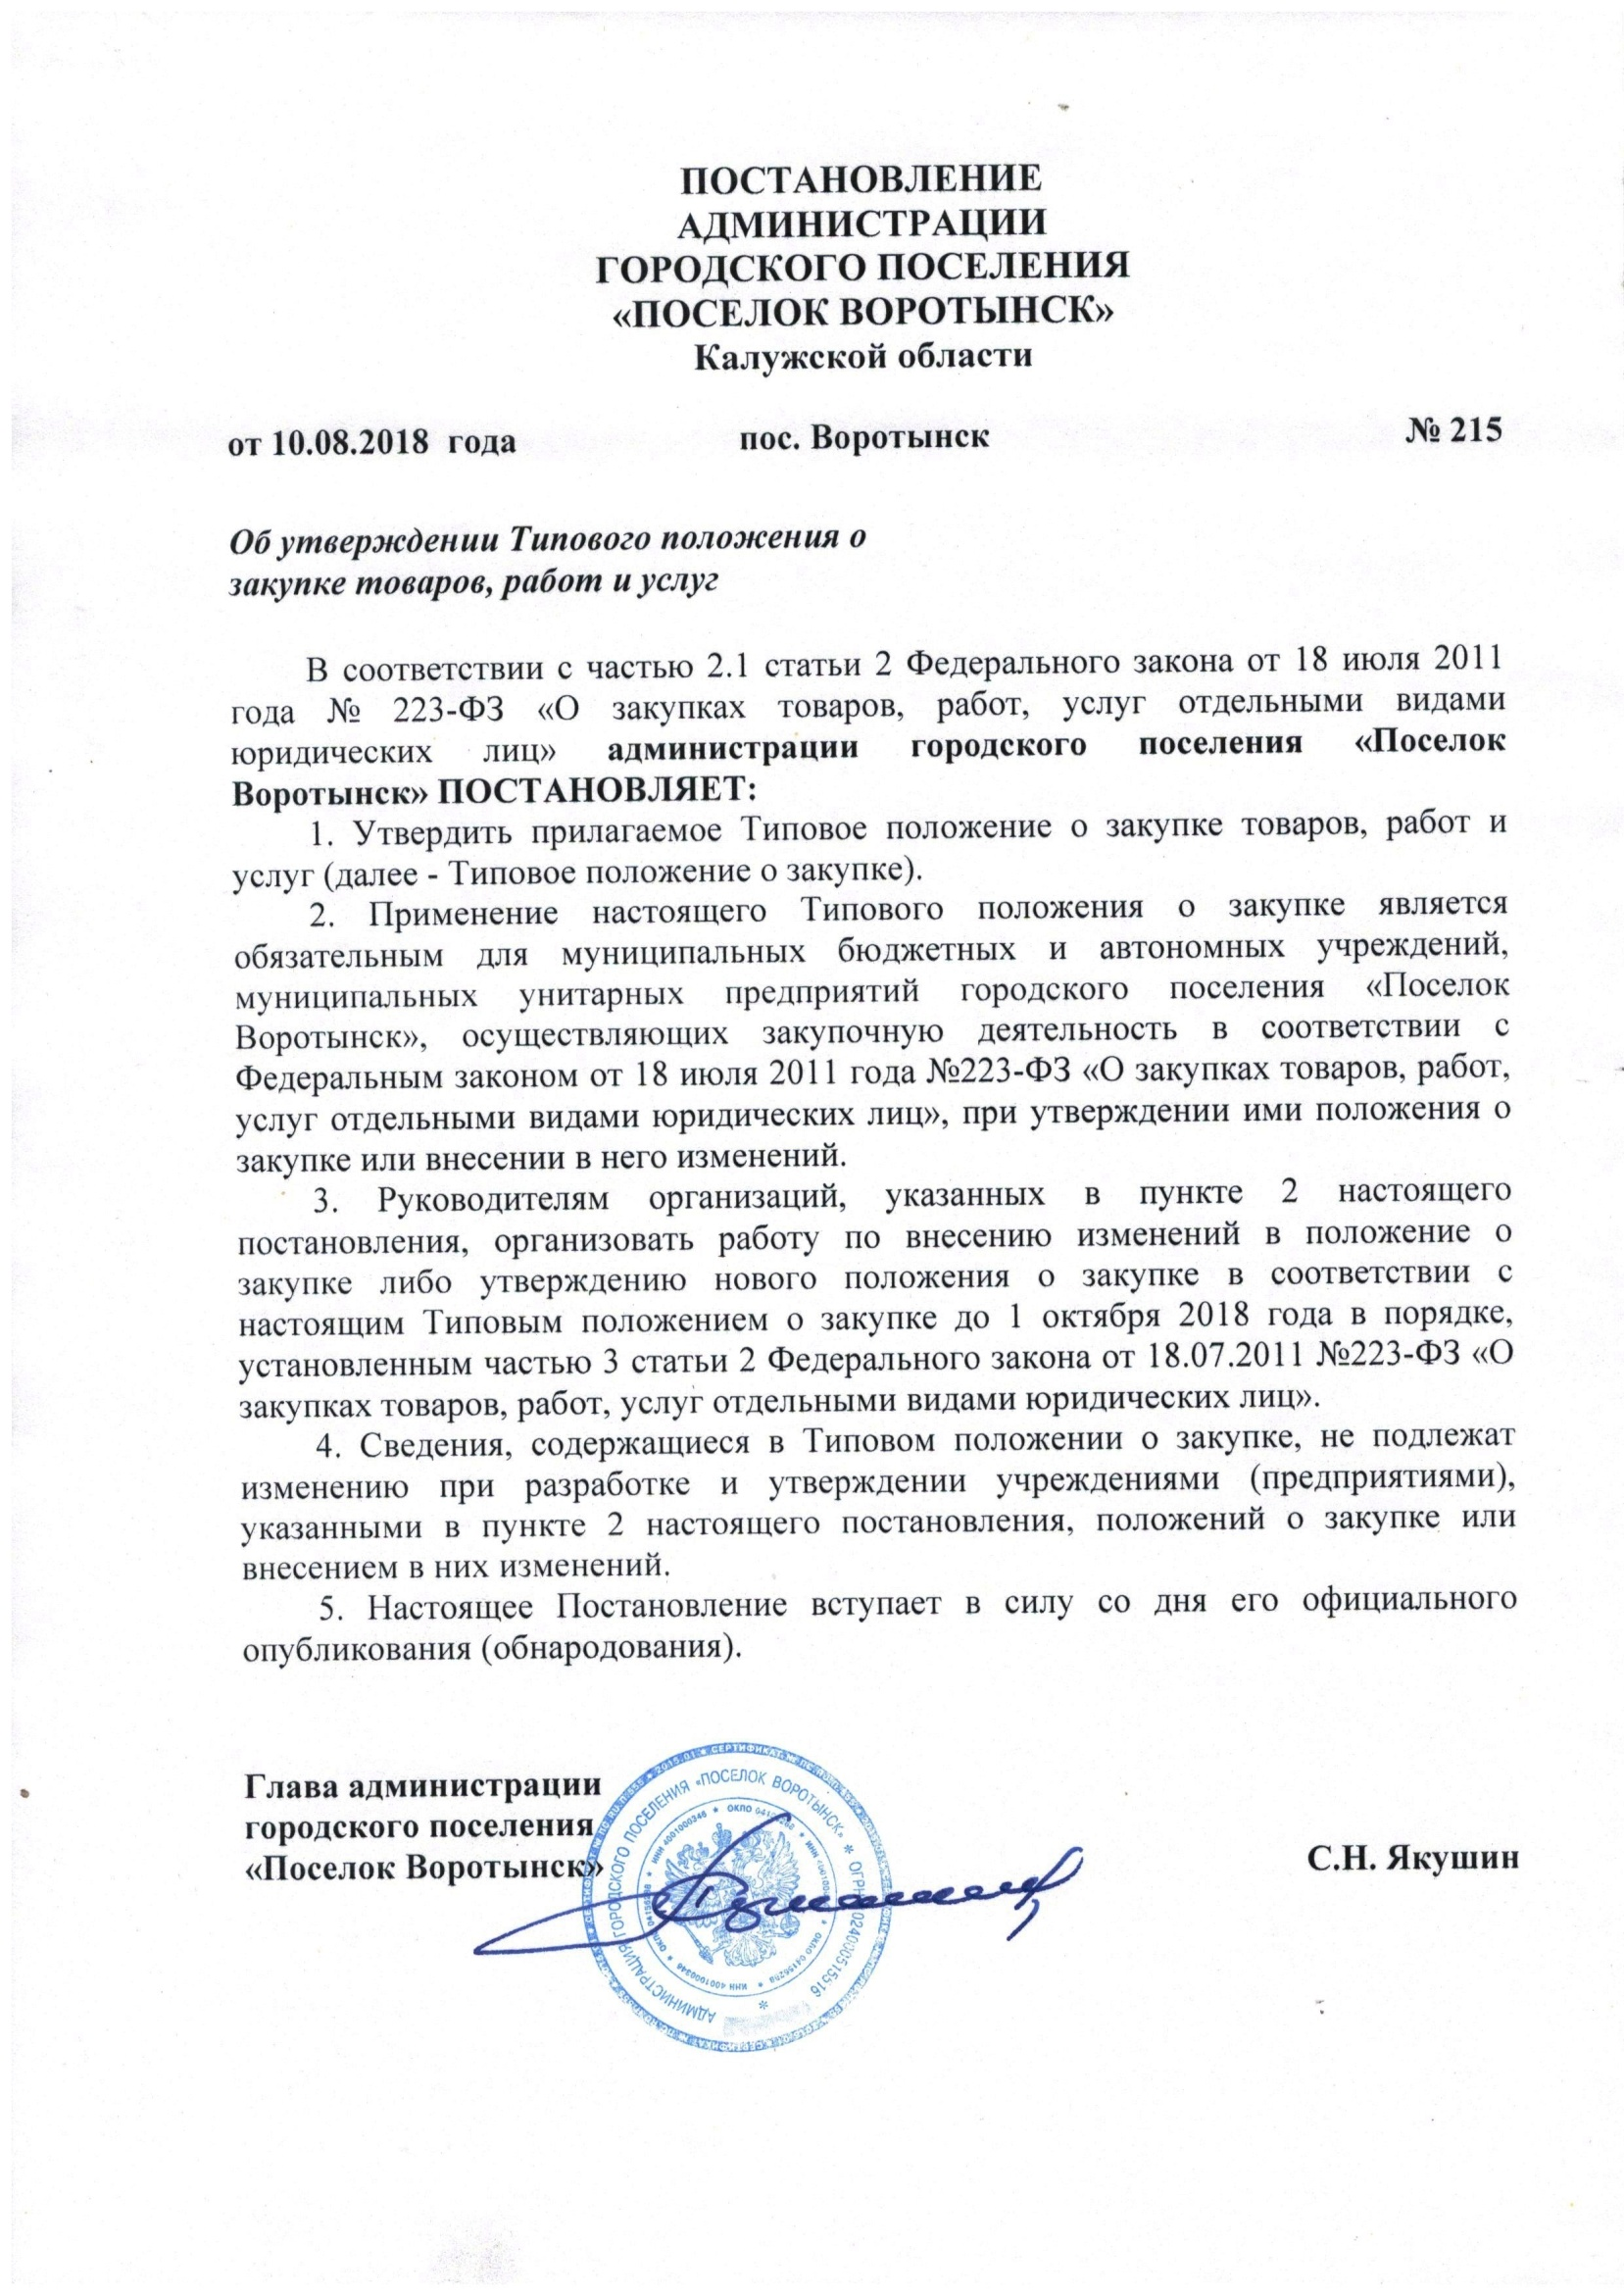 ПОСТАНОВЛЕНИЕ
АДМИНИСТРАЦИИ
ГОРОДСКОГО ПОСЕЛЕНИЯ
«ПОСЕЛОК ВОРОТЫНСК»
Калужской области
от 10.08.2018 года пос. Воротынск № 215
Об утверждении Типового положения о
закупке товаров, работ и услуг
В соответствии с частью 2.1 статьи 2 Федерального закона от 18 июля 2011
года № 223-ФЗ «О закупках товаров, работ, услуг отдельными видами
юридических лиц» администрации городского поселения «Поселок
Воротынск» ПОСТАНОВЛЯЕТ:
1. Утвердить прилагаемое Типовое положение о закупке товаров, работ и
услуг (далее - Типовое положение о закупке).
2. Применение настоящего Типового положения о закупке является
обязательным для муниципальных бюджетных и автономных учреждений,
муниципальных унитарных предприятий городского поселения «Поселок
Воротынск», осуществляющих закупочную деятельность в соответствии с
Федеральным законом от 18 июля 2011 года №223-ФЗ «О закупках товаров, работ,
услуг отдельными видами юридических лиц», при утверждении ими положения о
закупке или внесении в него изменений.
3. Руководителям организаций, указанных в пункте 2 настоящего
постановления, организовать работу по внесению изменений в положение о
закупке либо утверждению нового положения о закупке в соответствии с
настоящим Типовым положением о закупке до 1 октября 2018 года в порядке,
установленным частью 3 статьи 2 Федерального закона от 18.07.2011 №223-ФЗ «О
закупках товаров, работ, услуг отдельными видами юридических лиц».
4. Сведения, содержащиеся в Типовом положении о закупке, не подлежат
изменению при разработке и утверждении учреждениями (предприятиями),
указанными в пункте 2 настоящего постановления, положений о закупке или
внесением в них изменений.
5. Настоящее Постановление вступает в силу со дня его официального
опубликования (обнародования).
Глава администрации
городского поселения
«Поселок Воротынск»
С.Н. Якушин
АДМИНИСТРАЦИЯ ГОРОДСКОГО ПОСЕЛЕНИЯ «ПОСЕЛОК ВОРОТЫНСК»
ИНН 4001000346